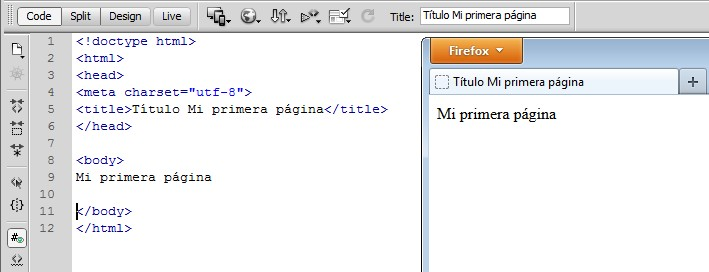 Code Split Design Live Title: Título Mi primera página
1 <!doctype html>
2 <html>
3 <head>
4 <meta charset="utf-8">
5 <title>Título Mi primera página</title>
6 </head>
7
8 <body>
9 Mi primera página
10
11 </body>
12 </html>
Firefox
Título Mi primera página
Mi primera página